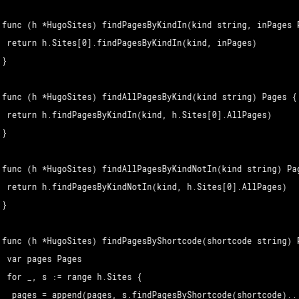 func (h *HugoSites) findPagesByKindIn(kind string, inPages
 return h.Sites[0].findPagesByKindIn(kind, inPages)
}
func (h *HugoSites) findAllPagesByKind(kind string) Pages {
 return h.findPagesByKindIn(kind, h.Sites[0].AllPages)
}
func (h *HugoSites) findAllPagesByKindNotIn(kind string) Pag
 return h.findPagesByKindNotIn(kind, h.Sites[0].AllPages)
}
func (h *HugoSites) findPagesByShortcode(shortcode string)
 var pages Pages
 for _, s := range h.Sites {
  pages = append(pages, s.findPagesByShortcode(shortcode)..